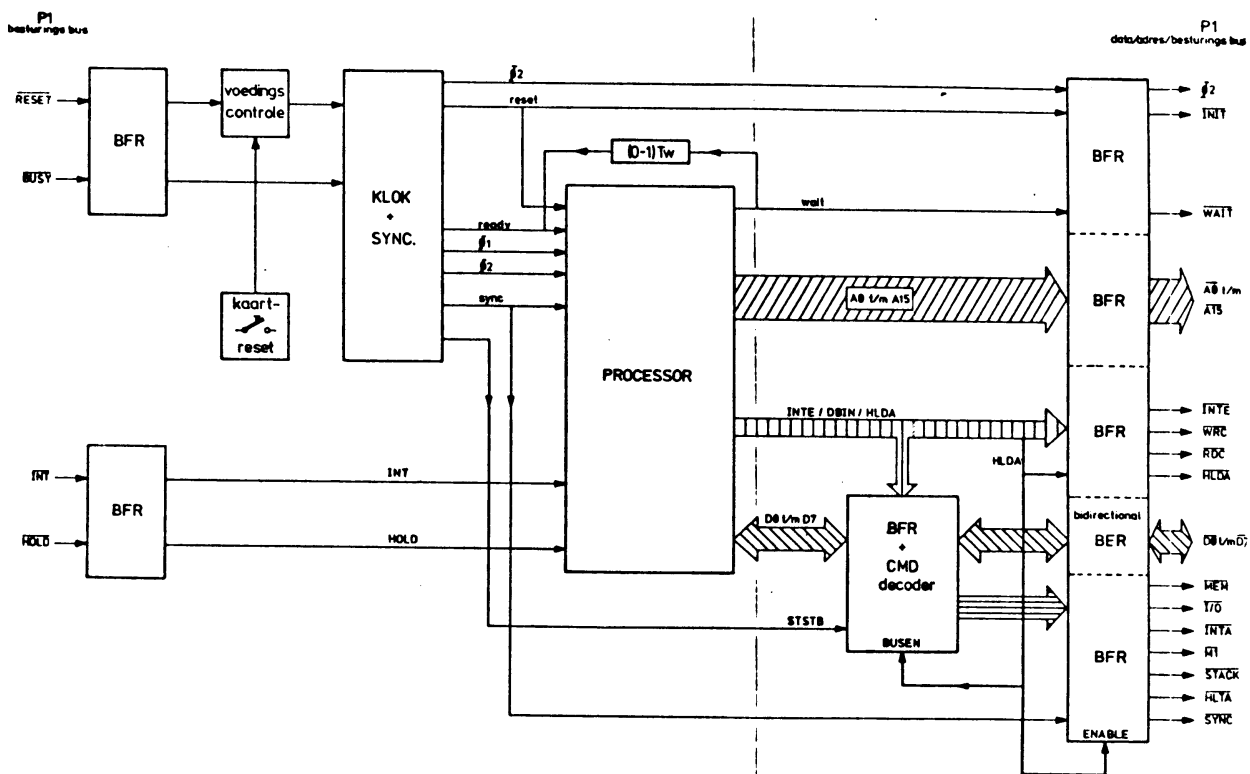 P1
besturings bus
P1
data/adres/besturings bus
RESET
BUSY
BFR
voedings
controle
kaart-
reset
KLOK
+
SYNC.
ϕ2
reset
(0-1) Tw
ready
ϕ1
ϕ2
sync
wait
PROCESSOR
A0 t/m A15
INTE / DBIN / HLDA
HLDA
INT
HOLD
BFR
INT
HOLD
D0 t/m D7
BFR
+
CMD
decoder
STSTB
BUSEN
BFR
BFR
BFR
bidirectional
BER
BFR
ENABLE
ϕ2
INIT
WAIT
A0 t/m
A15
INTE
WRC
RDC
HLDA
D0 t/m D7
MEM
I/O
INTA
M1
STACK
HLTA
SYNC